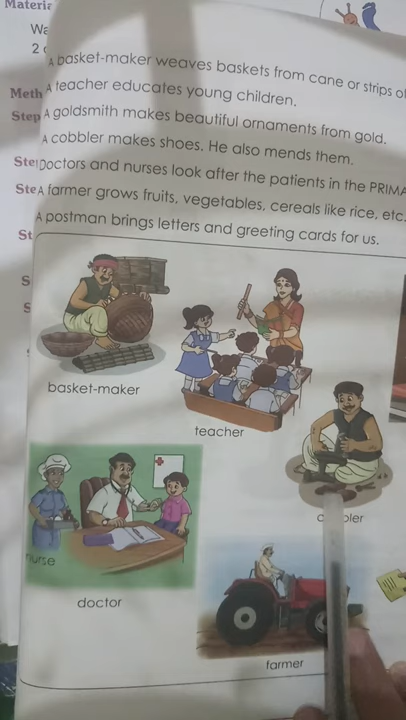 Materia
Wa
2
A basket-maker weaves baskets from cane or strips of
Meth
A teacher educates young children.
Step
A goldsmith makes beautiful ornaments from gold.
A cobbler makes shoes. He also mends them.
Ste
Doctors and nurses look after the patients in the PRIMA
Ste
A farmer grows fruits, vegetables, cereals like rice, etc.
A postman brings letters and greeting cards for us.
St
S
S
basket-maker
teacher
c bler
nurse
doctor
farmer